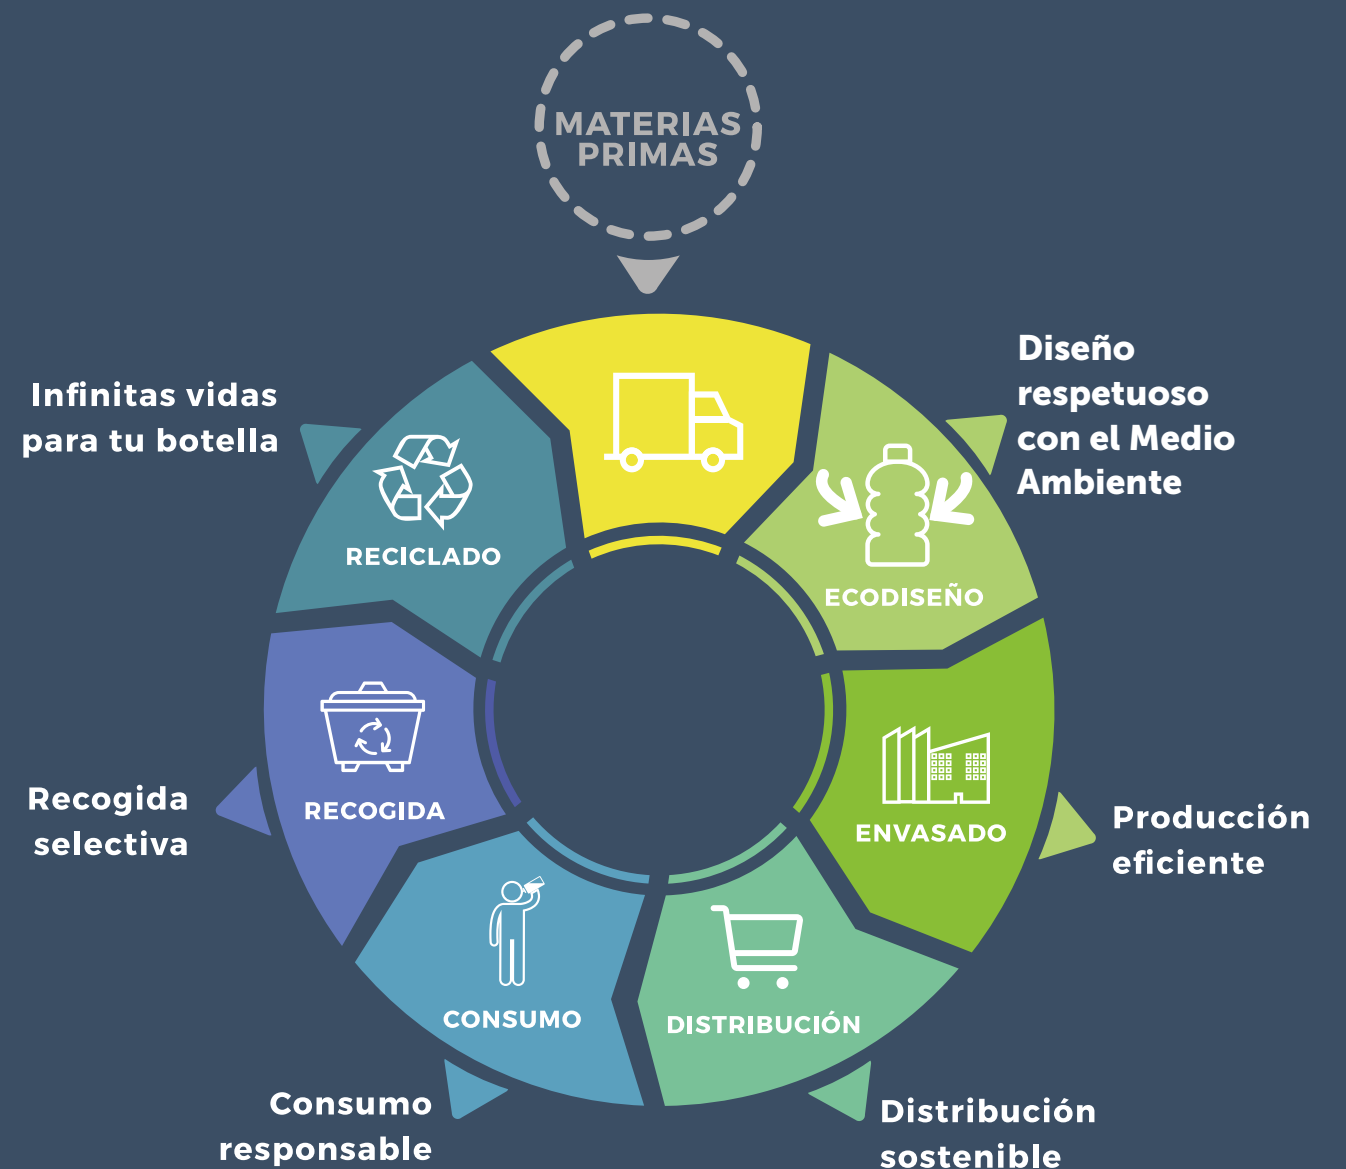 MATERIAS
PRIMAS
Diseño
respetuoso
con el Medio
Ambiente
ECODISEÑO
Producción
eficiente
ENVASADO
Distribución
sostenible
DISTRIBUCIÓN
Consumo
responsable
CONSUMO
Recogida
selectiva
RECOGIDA
Infinitas vidas
para tu botella
RECICLADO